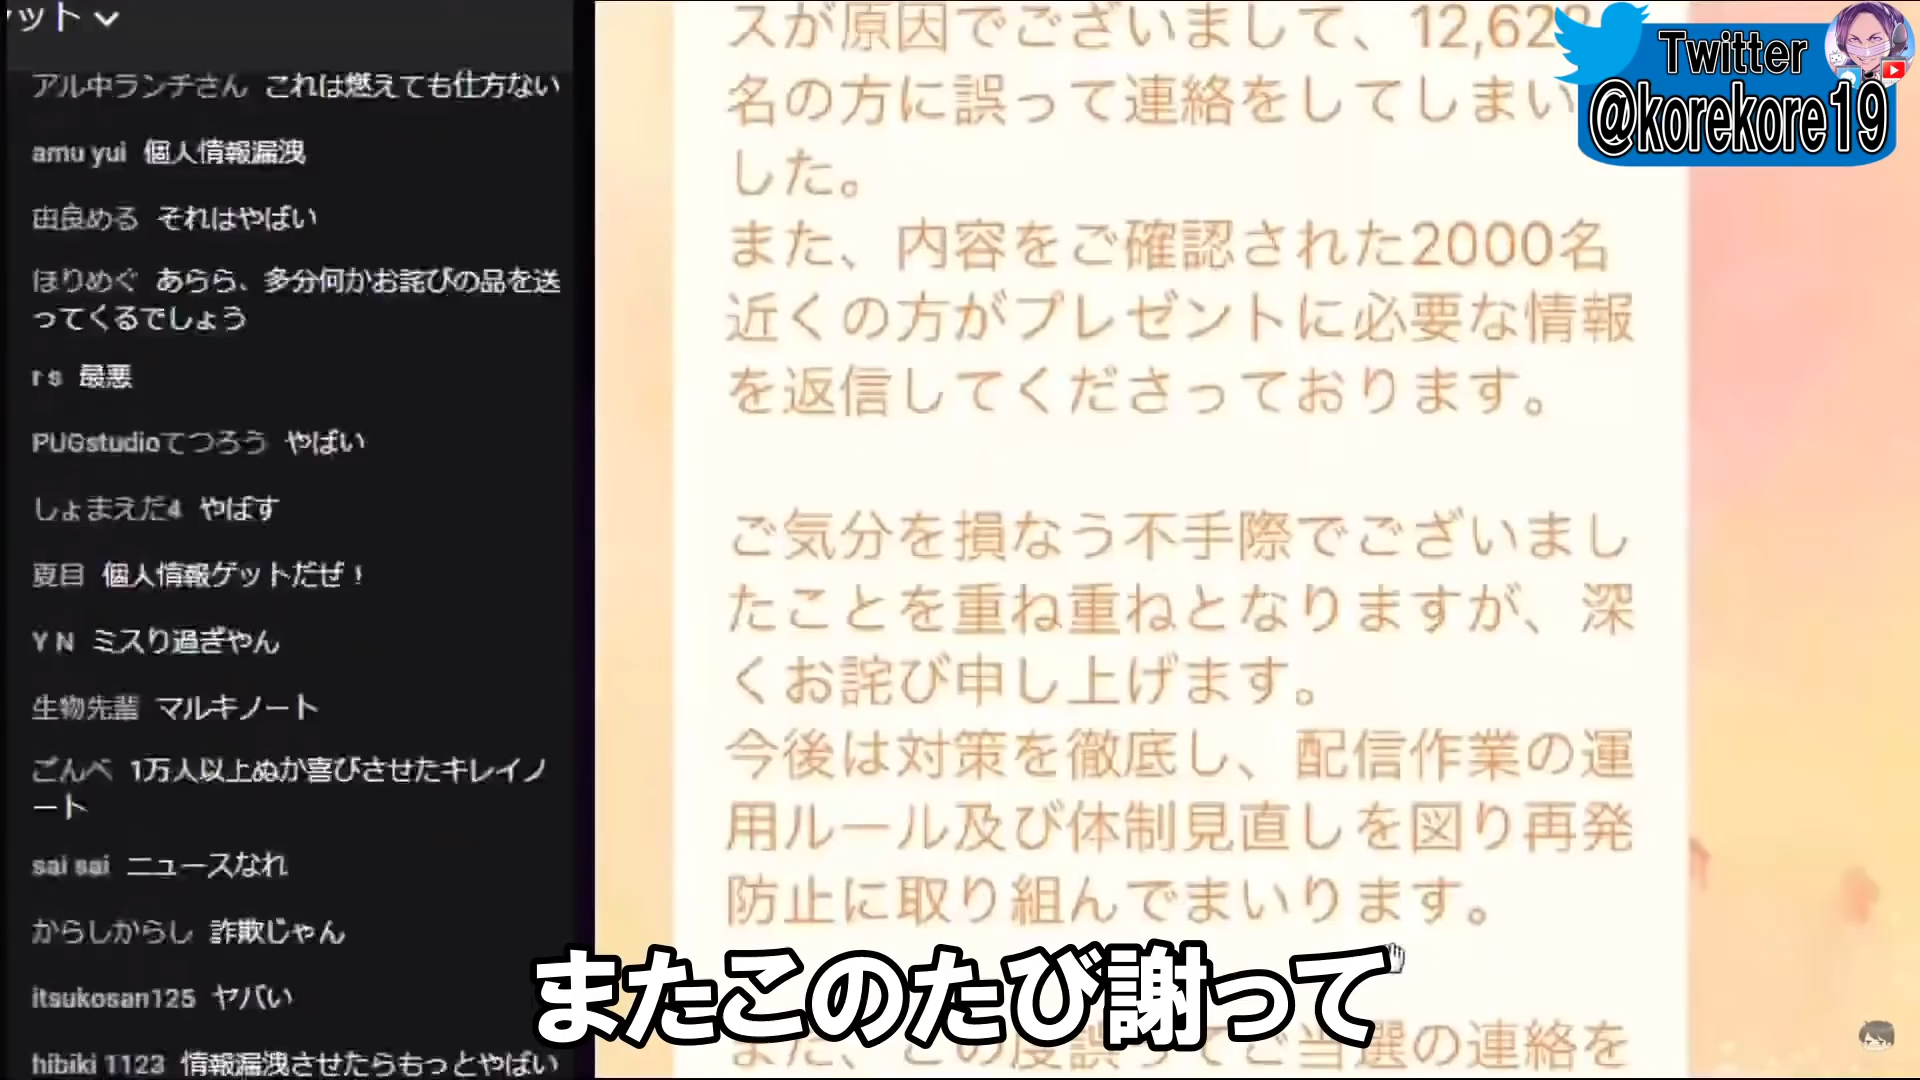 ット
アル中ランチさん これは燃えても仕方ない
amu yui 個人情報漏洩
由良める それはやばい
ほりめぐ あらら、多分何かお詫びの品を送
ってくるでしょう
r s 最悪
PUGstudioてつろう やばい
しょまえだ4 やばす
夏目 個人情報ゲットだぜ！
Y N ミスり過ぎやん
生物先輩 マルキノート
ごんべ 1万人以上ぬか喜びさせたキレイノ
ート
sai sai ニュースなれ
からしからし 詐欺じゃん
itsukosan125 ヤバい
hibiki 1123 情報漏洩させたらもっとやばい
スが原因でございまして、12,62
名の方に誤って連絡をしてしまい
した。
また、内容をご確認された2000名
近くの方がプレゼントに必要な情報
を返信してくださっております。
ご気分を損なう不手際でございまし
たことを重ね重ねとなりますが、深
くお詫び申し上げます。
今後は対策を徹底し、配信作業の運
用ルール及び体制見直しを図り再発
防止に取り組んでまいります。
また、この度誤ってご当選の連絡を
またこのたび謝って
Twitter
@korekore19